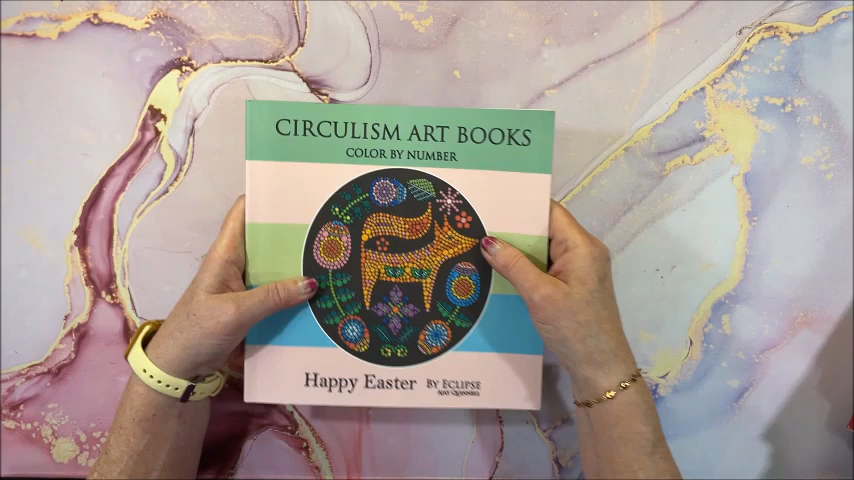 CIRCULISM ART BOOKS
COLOR BY NUMBER
Happy Easter BY ECLIPSE